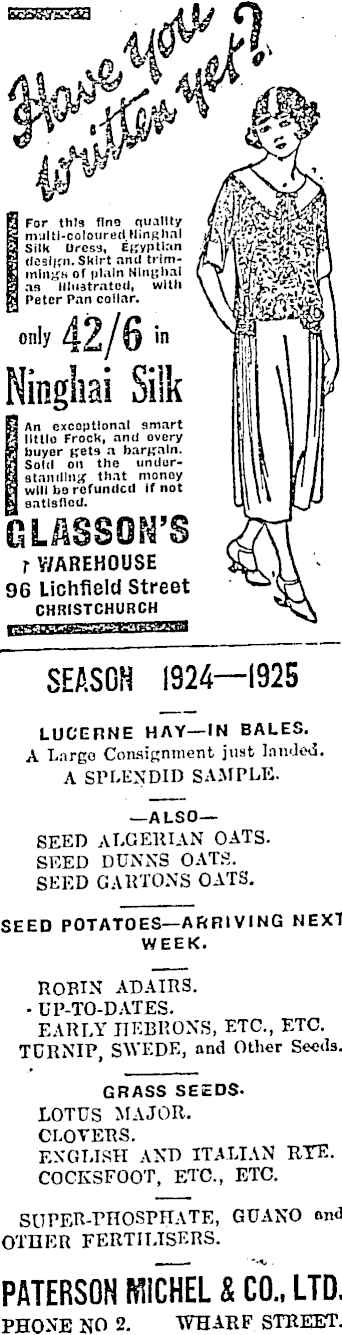 Have you
written yet?
For this fine quality
multi-coloured Ninghai
Silk Dress, Egyptian
design. Skirt and trim-
mings of plain Ninghai
as illustrated, with
Peter Pan collar.
only 42/6 in
Ninghai Silk
An exceptional smart
little Frock, and every
buyer gets a bargain.
Sold on the under-
standing that money
will be refunded if not
satisfied.
GLASSON'S
WAREHOUSE
96 Lichfield Street
CHRISTCHURCH
SEASON 1924—1925
LUCERNE HAY—IN BALES.
A Large Consignment just landed.
A SPLENDID SAMPLE.
—ALSO—
SEED ALGERIAN OATS.
SEED DUNNS OATS.
SEED GARTONS OATS.
SEED POTATOES—ARRIVING NEXT
WEEK.
ROBIN ADAIRS.
UP-TO-DATES.
EARLY HEBRONS, ETC., ETC.
TURNIP, SWEDE, and Other Seeds.
GRASS SEEDS.
LOTUS MAJOR.
CLOVERS.
ENGLISH AND ITALIAN RYE.
COCKSFOOT, ETC., ETC.
SUPER-PHOSPHATE, GUANO and
OTHER FERTILISERS.
PATERSON MICHEL & CO., LTD.
PHONE NO 2. WHARF STREET.